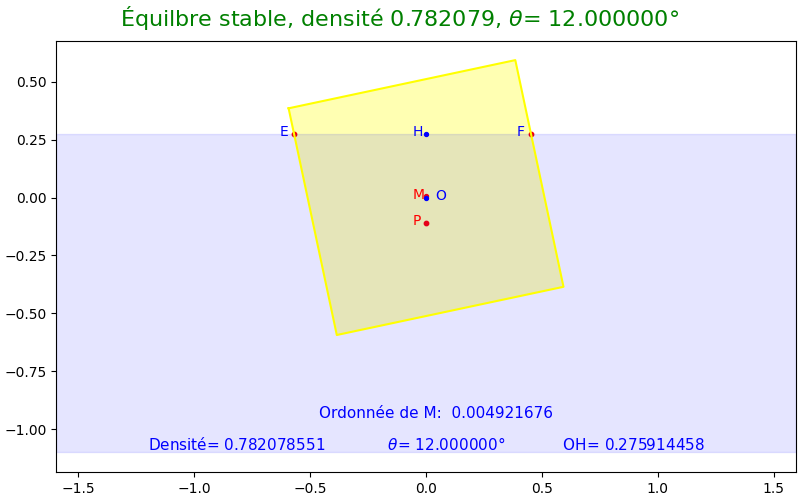 Équilbre stable, densité 0.782079, θ= 12.000000°
0.50
0.25
0.00
−0.25
−0.50
−0.75
−1.00
E H F
M O
P
Ordonnée de M: 0.004921676
Densité= 0.782078551 θ= 12.000000° OH= 0.275914458
−1.5 −1.0 −0.5 0.0 0.5 1.0 1.5